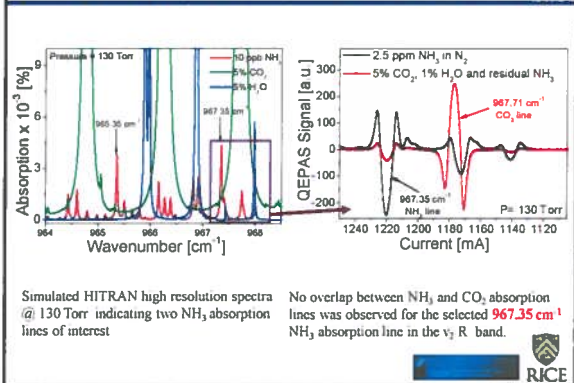 Pressure = 130 Torr
10 ppb NH3
5% CO2
5% H2O
965.35 cm-1
967.35 cm-1
Absorption x 10^3 [%]
9
6
3
0
964 965 966 967 968
Wavenumber [cm-1]
2.5 ppm NH3 in N2
5% CO2, 1% H2O and residual NH3
967.71 cm-1
CO2 line
967.35 cm-1
NH3 line
P= 130 Torr
QEPAS Signal [a.u.]
300
200
100
0
-100
-200
1240 1220 1200 1180 1160 1140 1120
Current [mA]
Simulated HITRAN high resolution spectra
@ 130 Torr indicating two NH3 absorption
lines of interest
No overlap between NH3 and CO2 absorption
lines was observed for the selected 967.35 cm-1
NH3 absorption line in the ν2 R band.
RICE